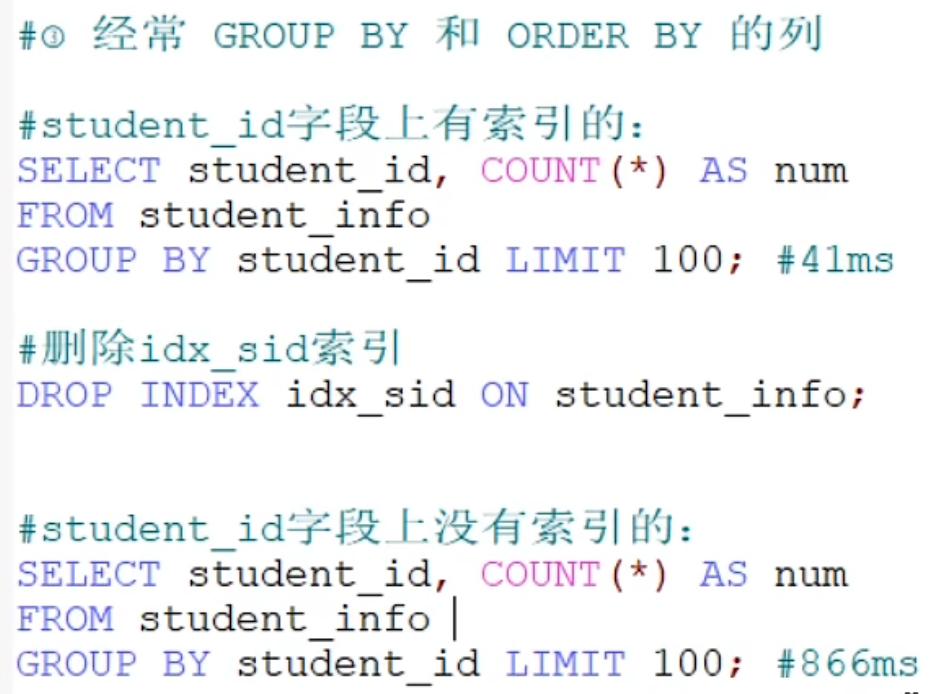 #③ 经常 GROUP BY 和 ORDER BY 的列
#student_id字段上有索引的:
SELECT student_id, COUNT(*) AS num
FROM student_info
GROUP BY student_id LIMIT 100; #41ms
#删除idx_sid索引
DROP INDEX idx_sid ON student_info;
#student_id字段上没有索引的:
SELECT student_id, COUNT(*) AS num
FROM student_info
GROUP BY student_id LIMIT 100; #866ms